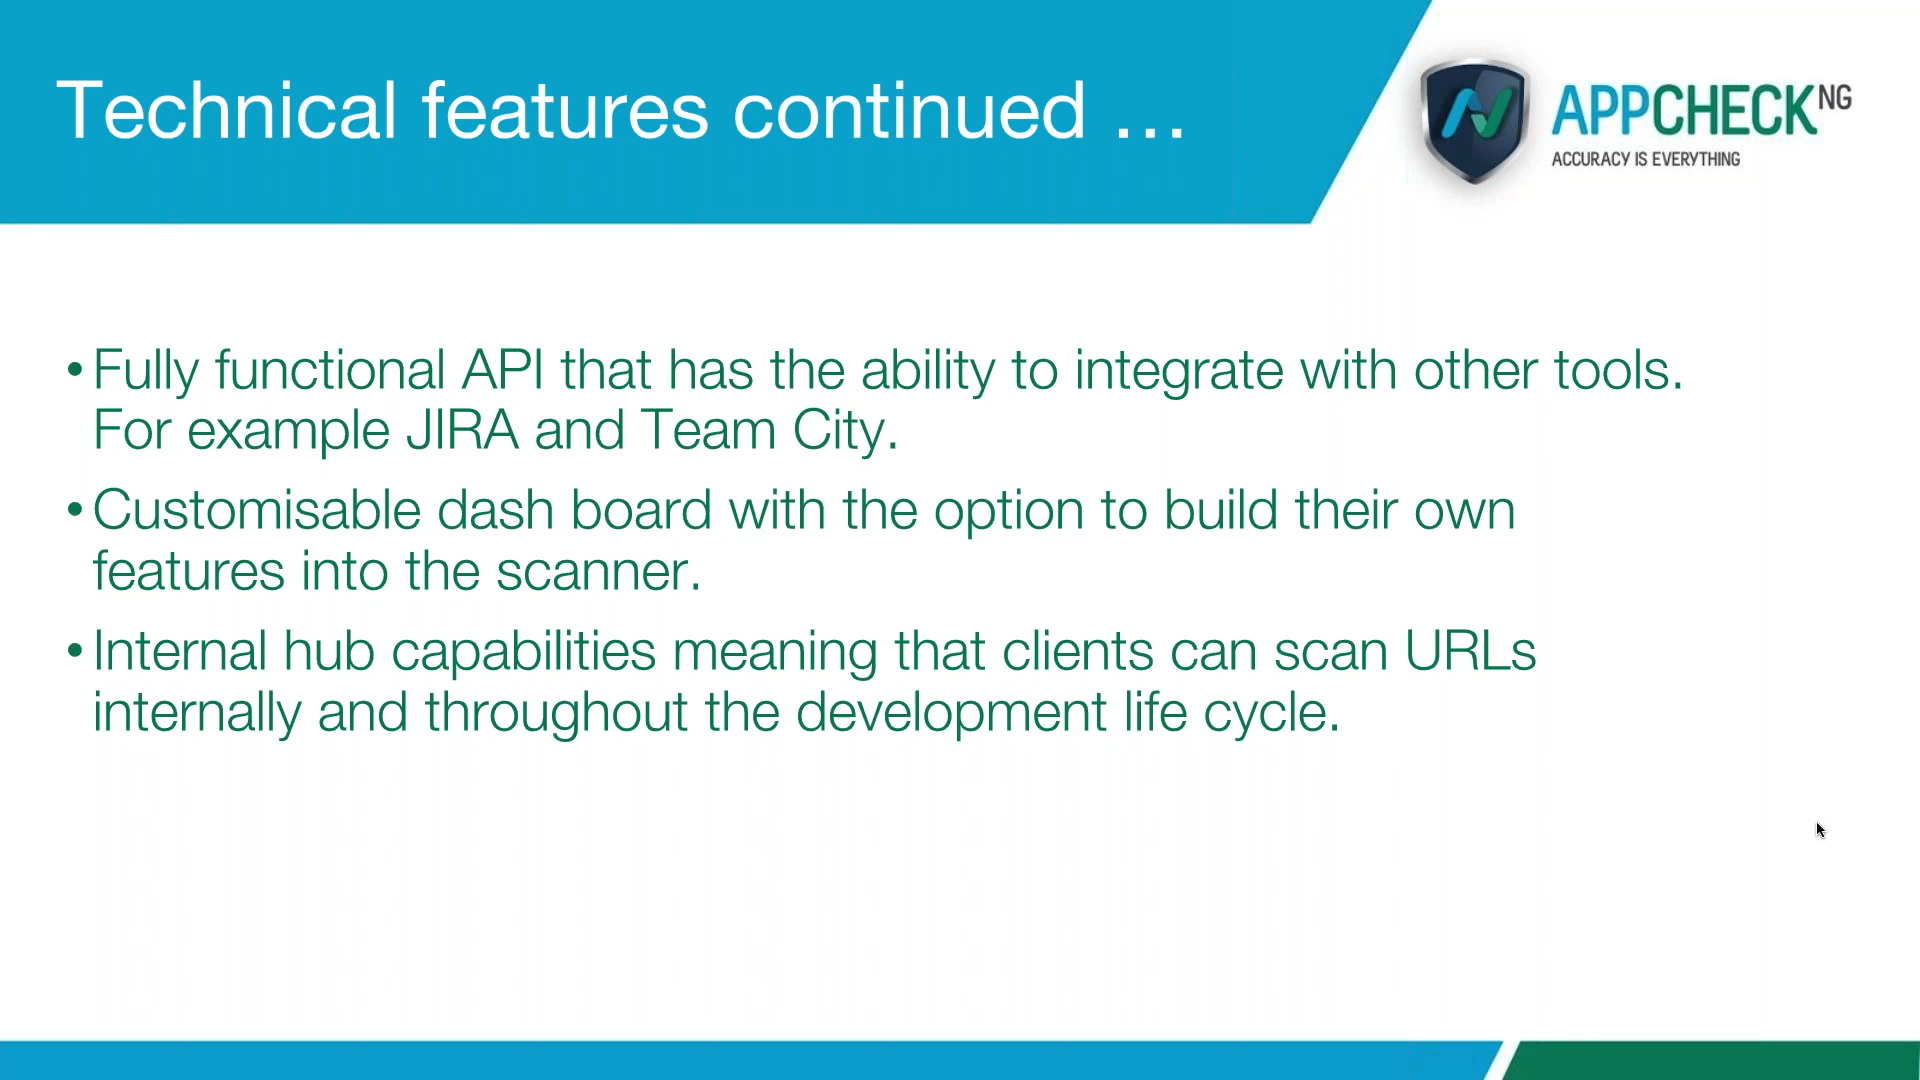 Technical features continued ...
APPCHECK NG
ACCURACY IS EVERYTHING
•Fully functional API that has the ability to integrate with other tools.
For example JIRA and Team City.
•Customisable dash board with the option to build their own
features into the scanner.
•Internal hub capabilities meaning that clients can scan URLs
internally and throughout the development life cycle.